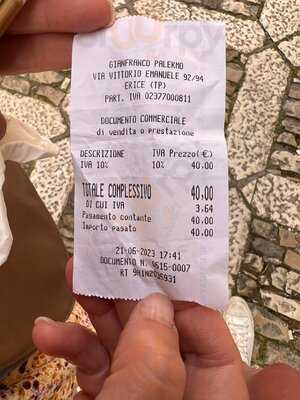 GIANFRANCO PALERMO
VIA VITTORIO EMANUELE 92/94
ERICE (TP)
PART. IVA 02377000811
DOCUMENTO COMMERCIALE
di vendita o prestazione
DESCRIZIONE IVA Prezzo(€)
IVA 10% 10% 40.00
TOTALE COMPLESSIVO 40.00
DI CUI IVA 3.64
Pagamento contante 40.00
Importo pagato 40.00
21-06-2023 17:41
DOCUMENTO N. 0515-0007